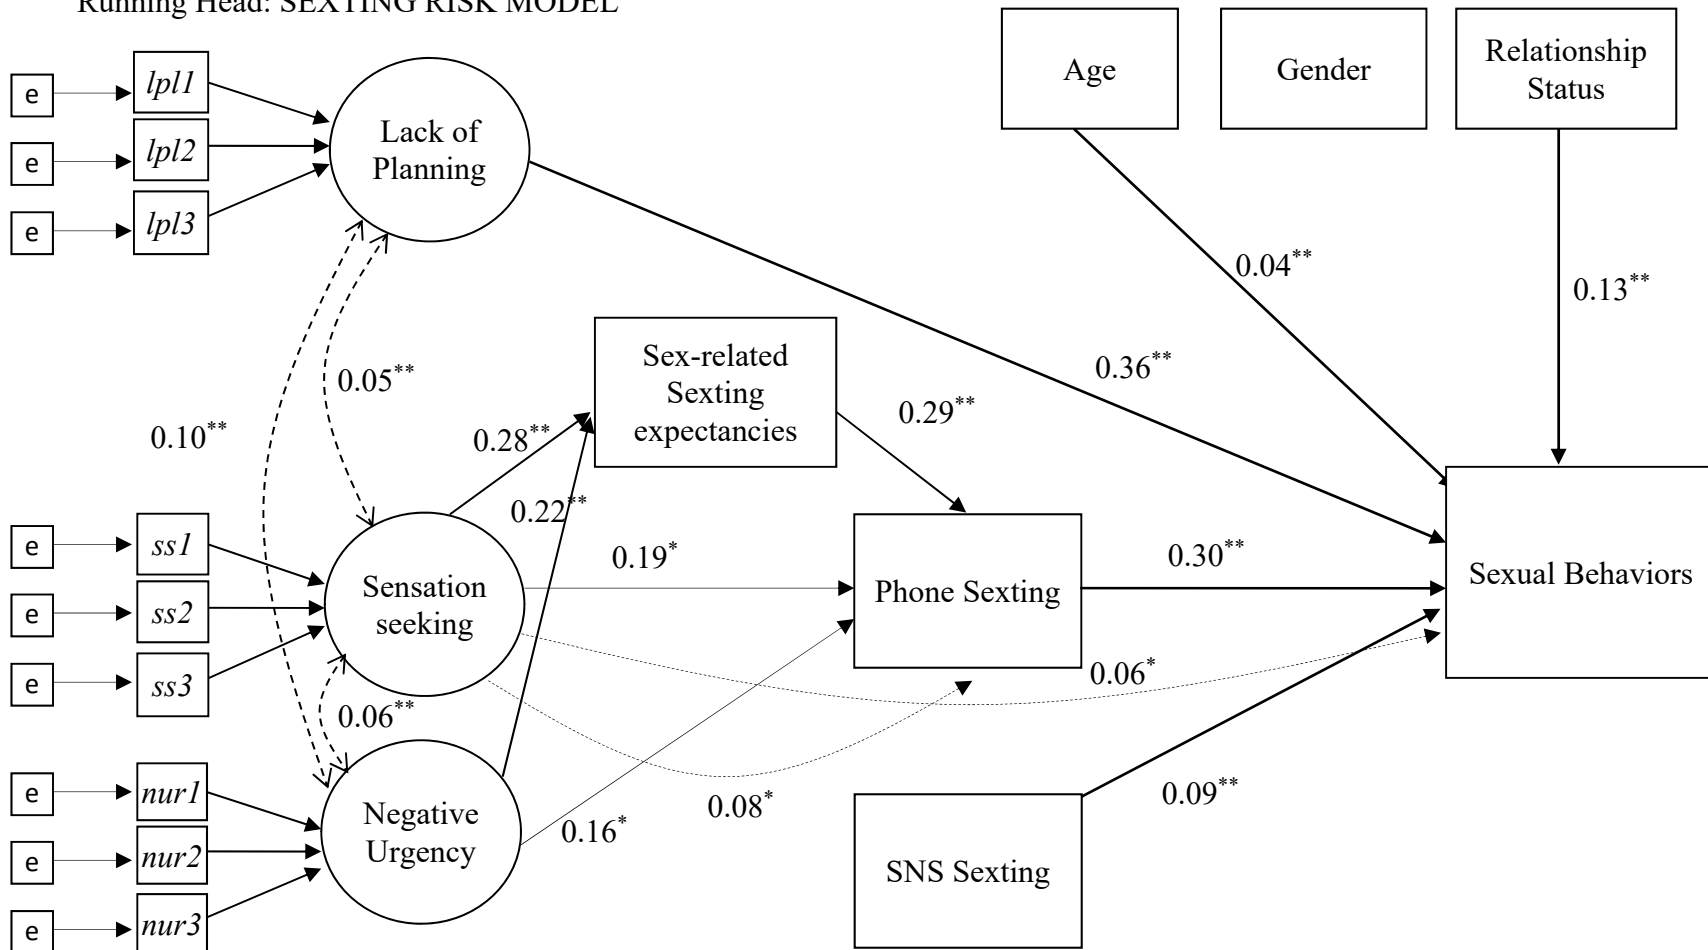 Running Head: SEXTING RISK MODEL
e
lpl1
e
lpl2
e
lpl3
Lack of
Planning
Age
Gender
Relationship
Status
0.04**
0.13**
0.36**
0.05**
0.10**
Sex-related
Sexting
expectancies
0.28**
0.29**
0.22**
e
ss1
e
ss2
e
ss3
Sensation
seeking
0.19*
Phone Sexting
0.30**
Sexual Behaviors
0.06*
0.06**
e
nur1
e
nur2
e
nur3
Negative
Urgency
0.16*
0.08*
0.09**
SNS Sexting